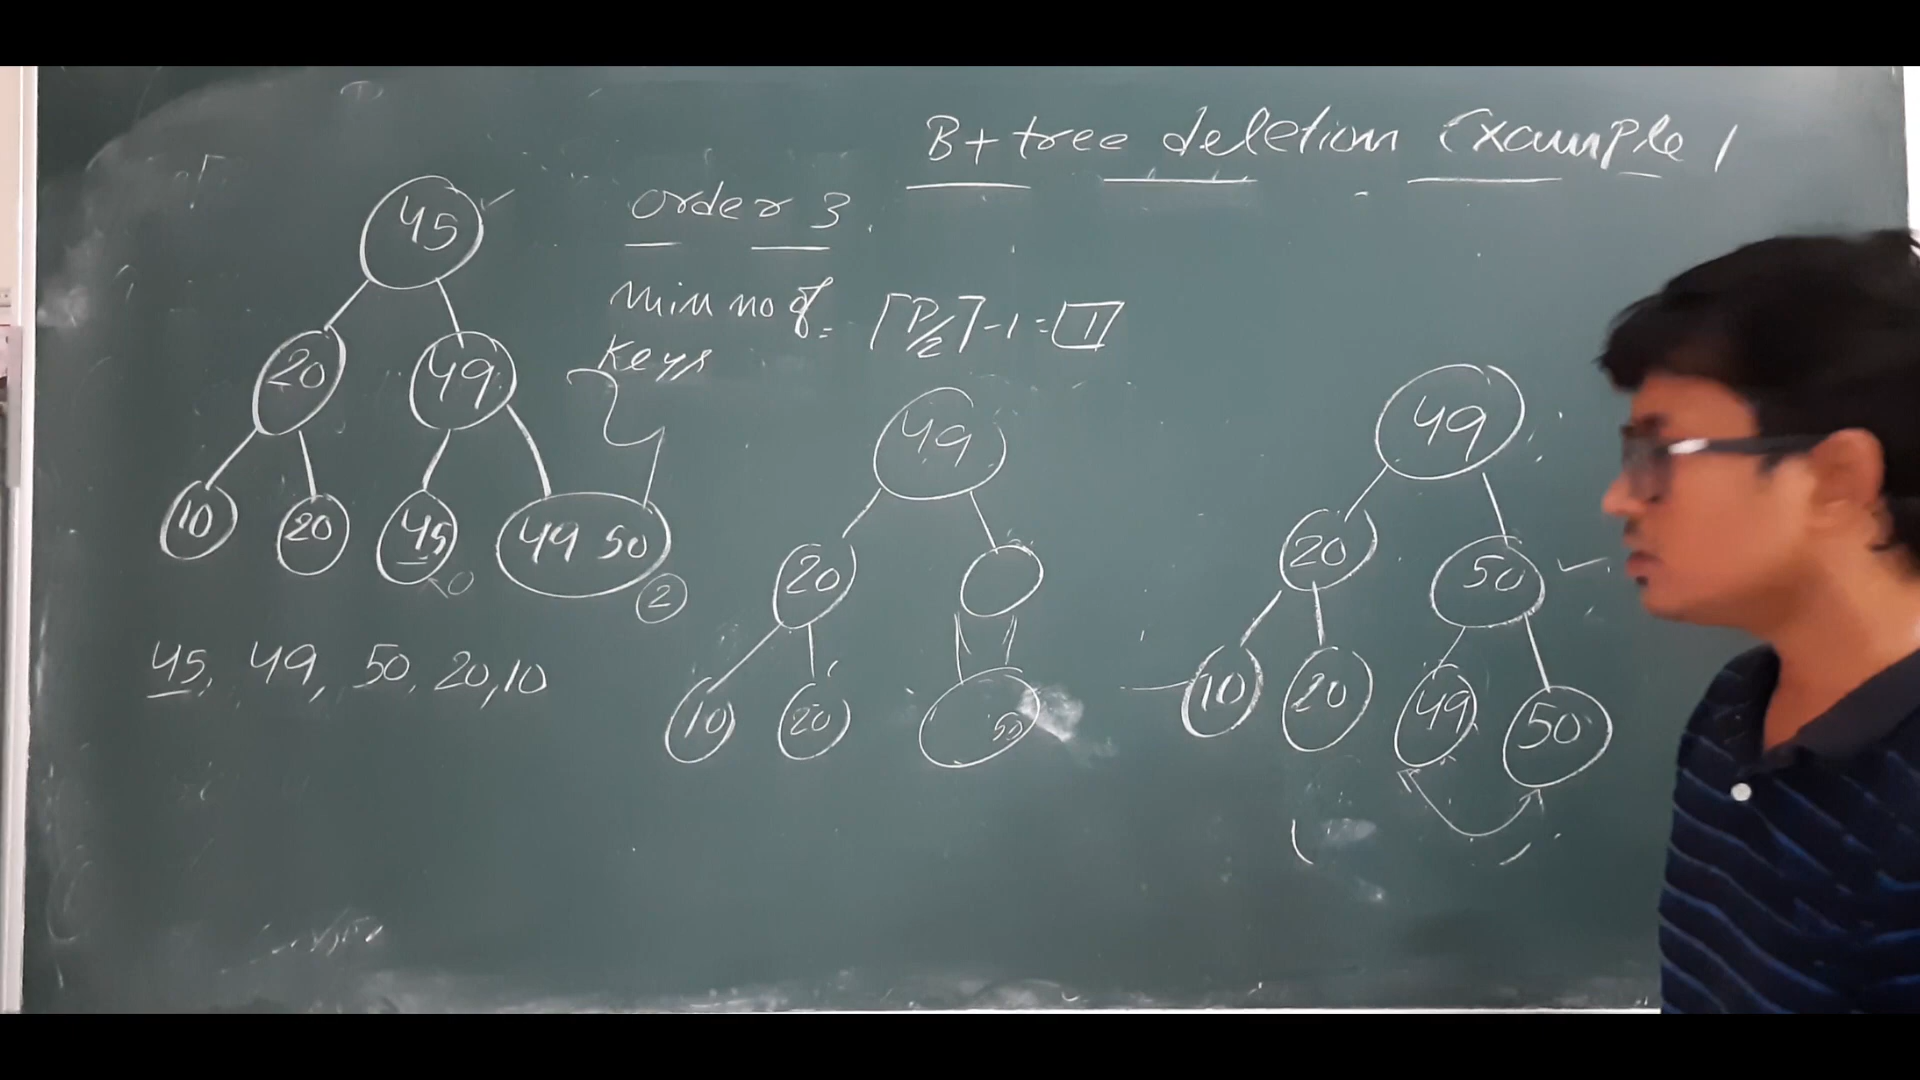 B+ tree deletion Example 1
order 3.
min no of keys = ⌈P/2⌉ - 1 = 1
45
20 49
10 20 45 49 50
0 2
45, 49, 50, 20, 10
49
20
10 20 50
49
20 50
10 20 49 50